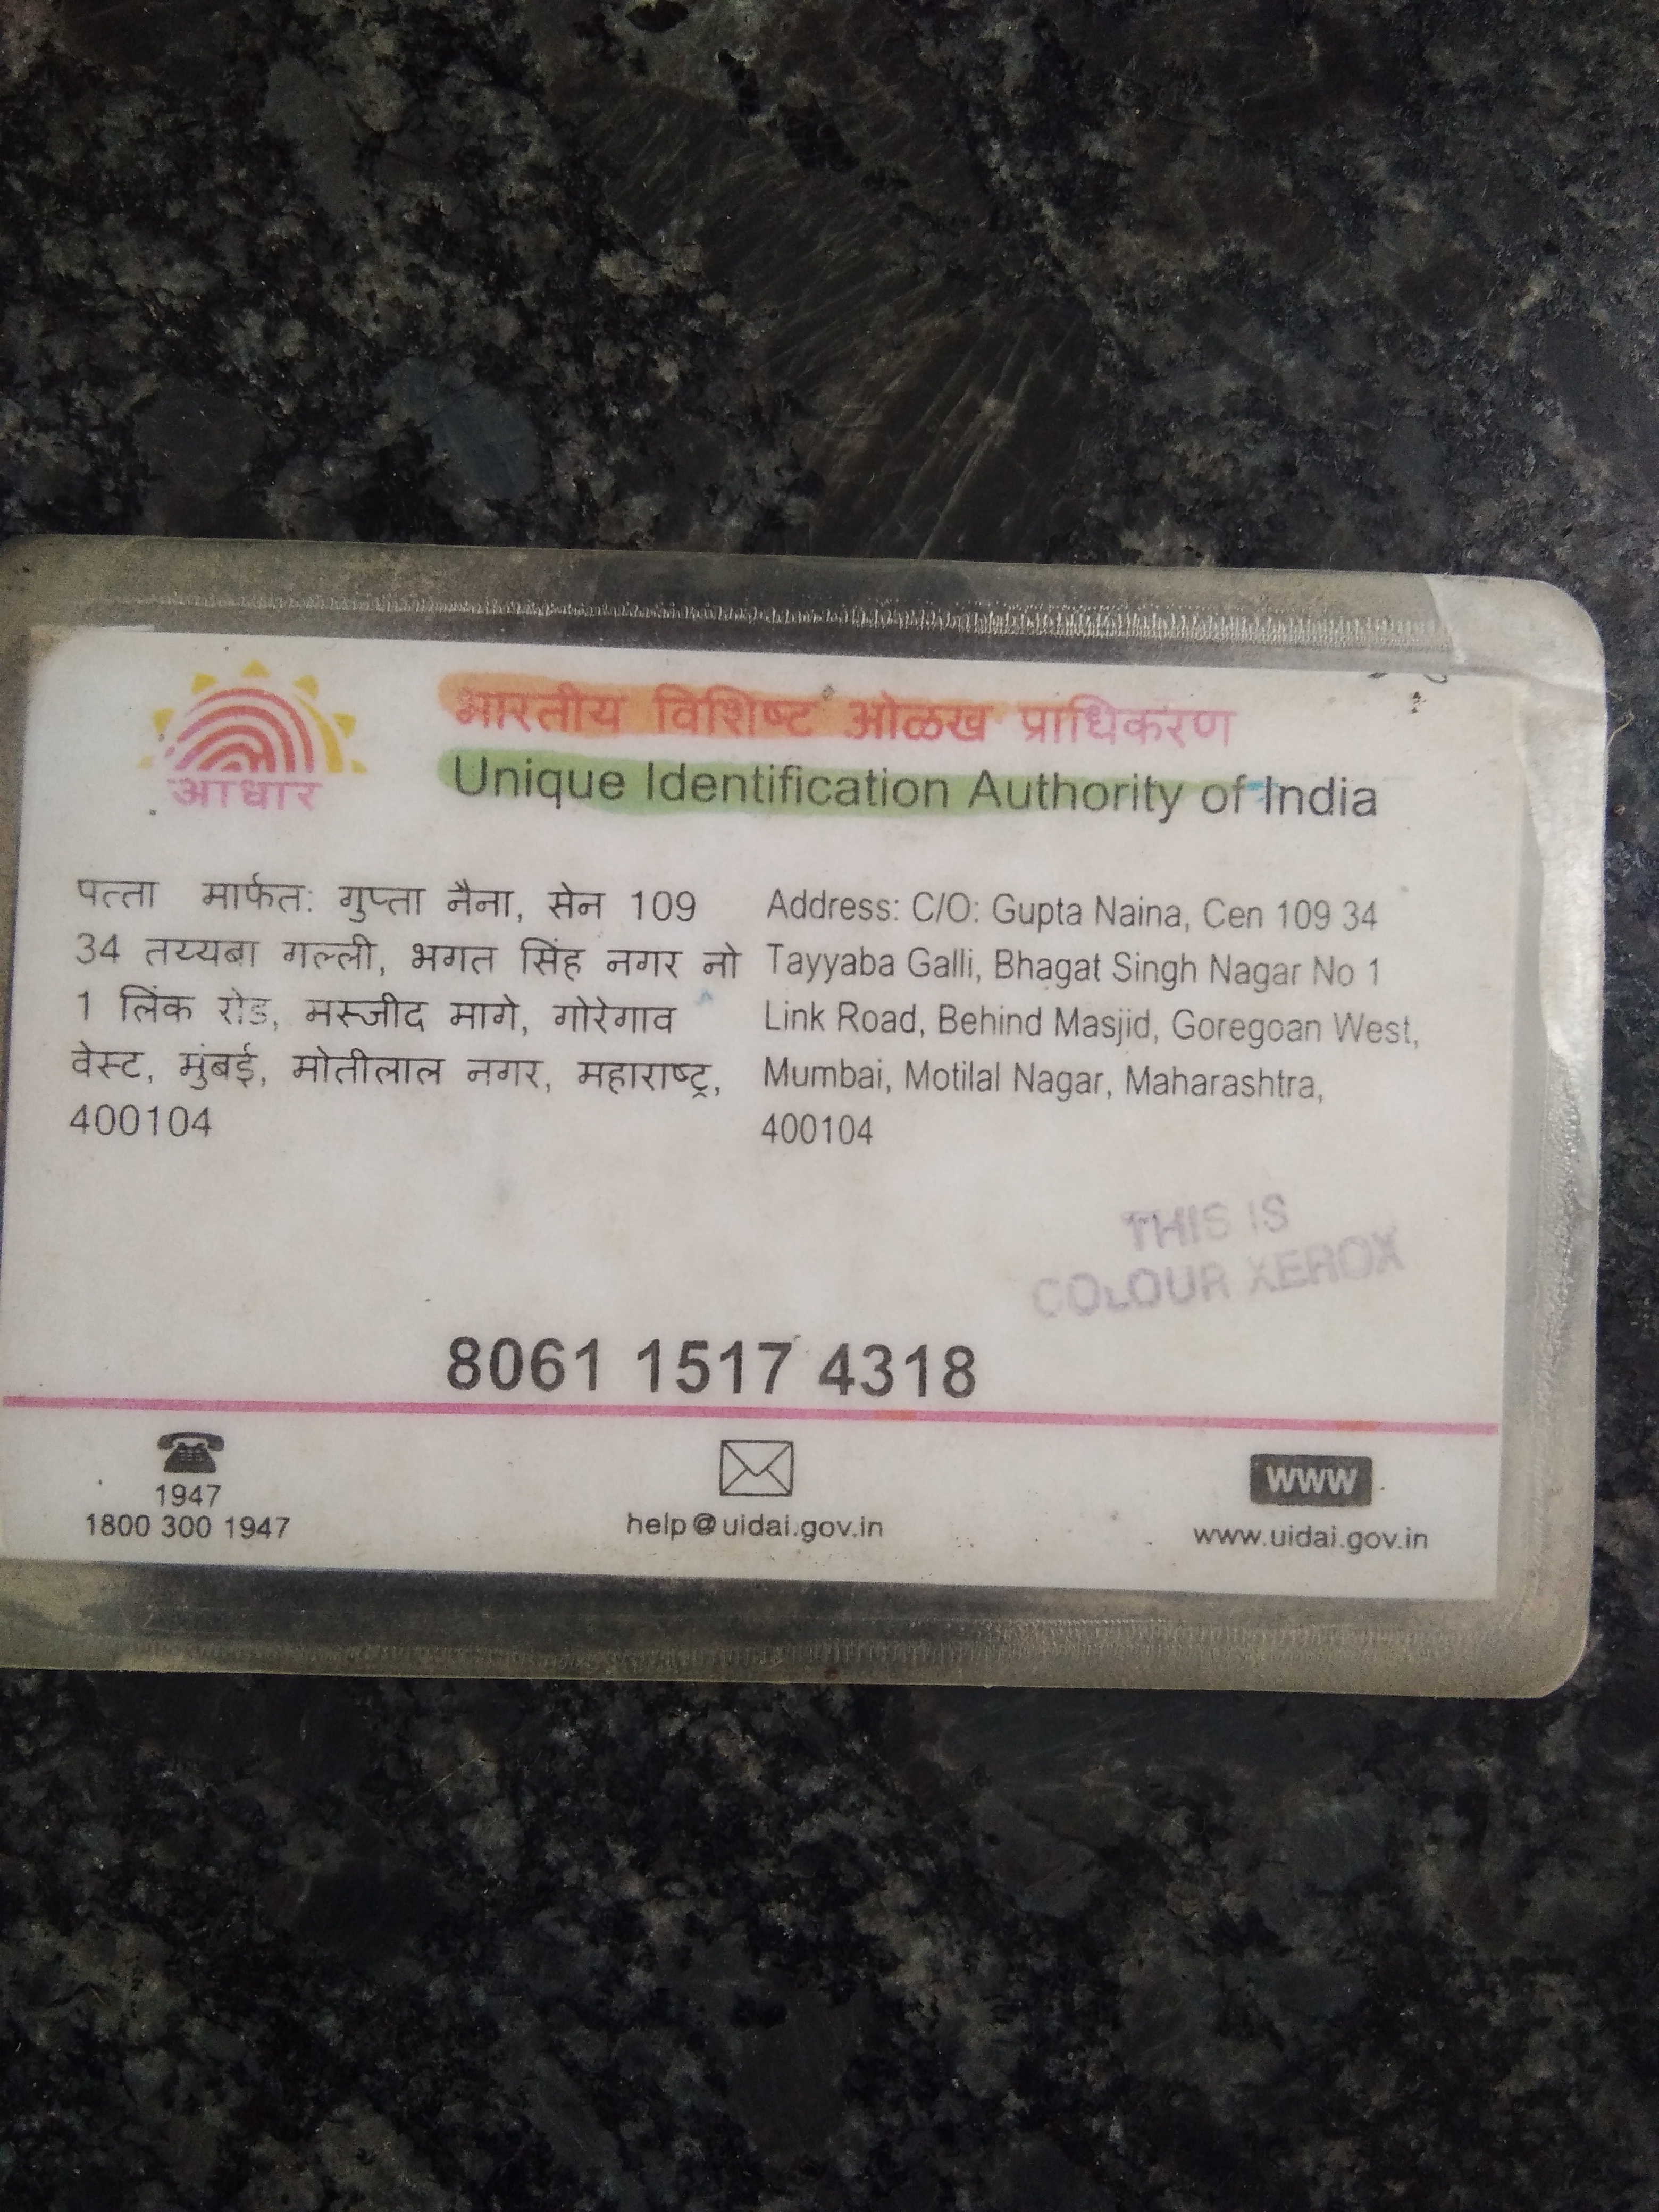 आधार
भारतीय विशिष्ट ओळख प्राधिकरण
Unique Identification Authority of India
पत्ता मार्फत: गुप्ता नैना, सेन 109
34 तय्यबा गल्ली, भगत सिंह नगर नो
1 लिंक रोड, मस्जीद मागे, गोरेगाव
वेस्ट, मुंबई, मोतीलाल नगर, महाराष्ट्र,
400104
Address: C/O: Gupta Naina, Cen 109 34
Tayyaba Galli, Bhagat Singh Nagar No 1
Link Road, Behind Masjid, Goregoan West,
Mumbai, Motilal Nagar, Maharashtra,
400104
THIS IS
COLOUR XEROX
8061 1517 4318
1947
1800 300 1947
help@uidai.gov.in
www
www.uidai.gov.in